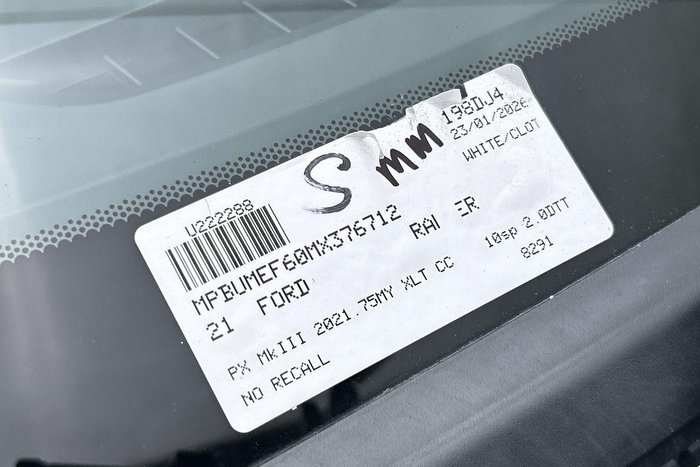 S mm
198DJ4
23/01/2026
WHITE/CLOT
U222288
MPBUMEF60MX376712
21 FORD RAN ER
PX MkIII 2021.75MY XLT CC 10sp 2.0DTT
NO RECALL 8291